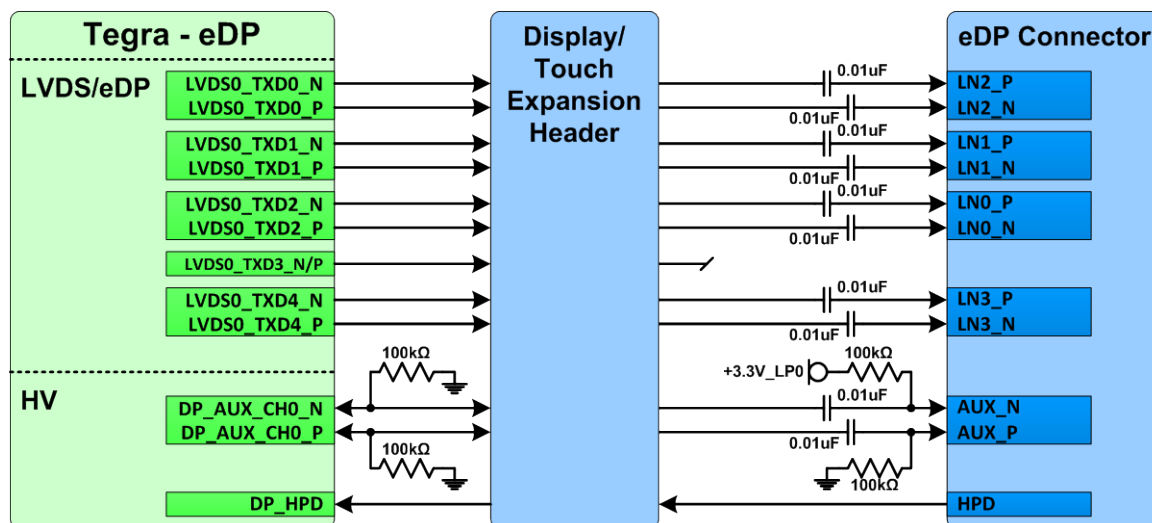 Tegra - eDP
LVDS/eDP
LVDS0_TXD0_N
LVDS0_TXD0_P
LVDS0_TXD1_N
LVDS0_TXD1_P
LVDS0_TXD2_N
LVDS0_TXD2_P
LVDS0_TXD3_N/P
LVDS0_TXD4_N
LVDS0_TXD4_P
HV
100kΩ
DP_AUX_CH0_N
DP_AUX_CH0_P
100kΩ
DP_HPD
Display/
Touch
Expansion
Header
0.01uF
0.01uF
0.01uF
0.01uF
0.01uF
0.01uF
0.01uF
0.01uF
+3.3V_LP0
100kΩ
0.01uF
0.01uF
100kΩ
eDP Connector
LN2_P
LN2_N
LN1_P
LN1_N
LN0_P
LN0_N
LN3_P
LN3_N
AUX_N
AUX_P
HPD